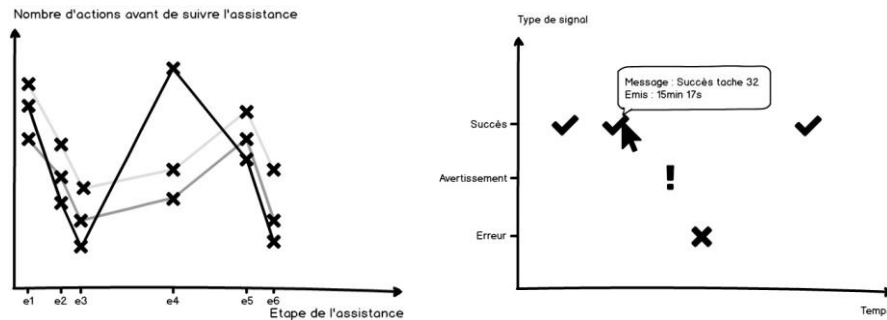 Nombre d'actions avant de suivre l'assistance
e1 e2 e3 e4 e5 e6
Etape de l'assistance
Type de signal
Message : Succès tache 32
Emis : 15min 17s
Succès
Avertissement
Erreur
Temp